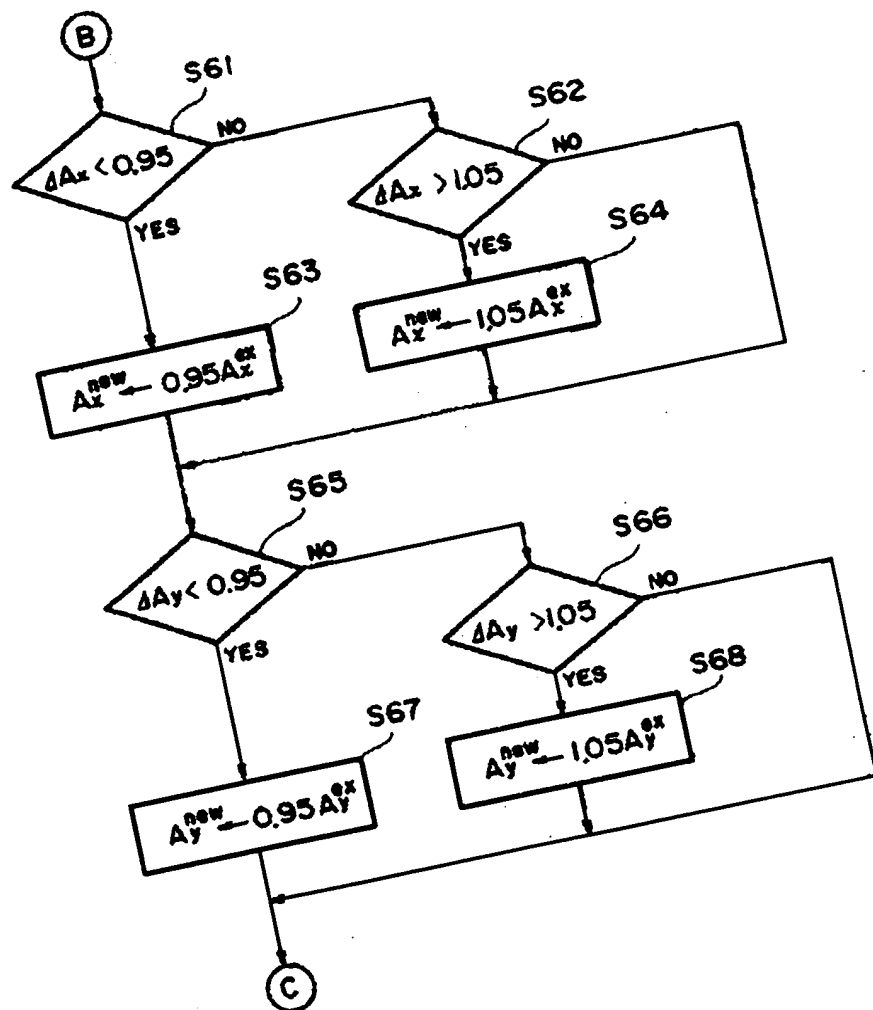 B
S61
ΔAx < 0.95
NO
YES
S62
ΔAx > 1.05
NO
YES
S63
Ax^new ← 0.95Ax^ex
S64
Ax^new ← 1.05Ax^ex
S65
ΔAy < 0.95
NO
YES
S66
ΔAy > 1.05
NO
YES
S67
Ay^new ← 0.95Ay^ex
S68
Ay^new ← 1.05Ay^ex
C